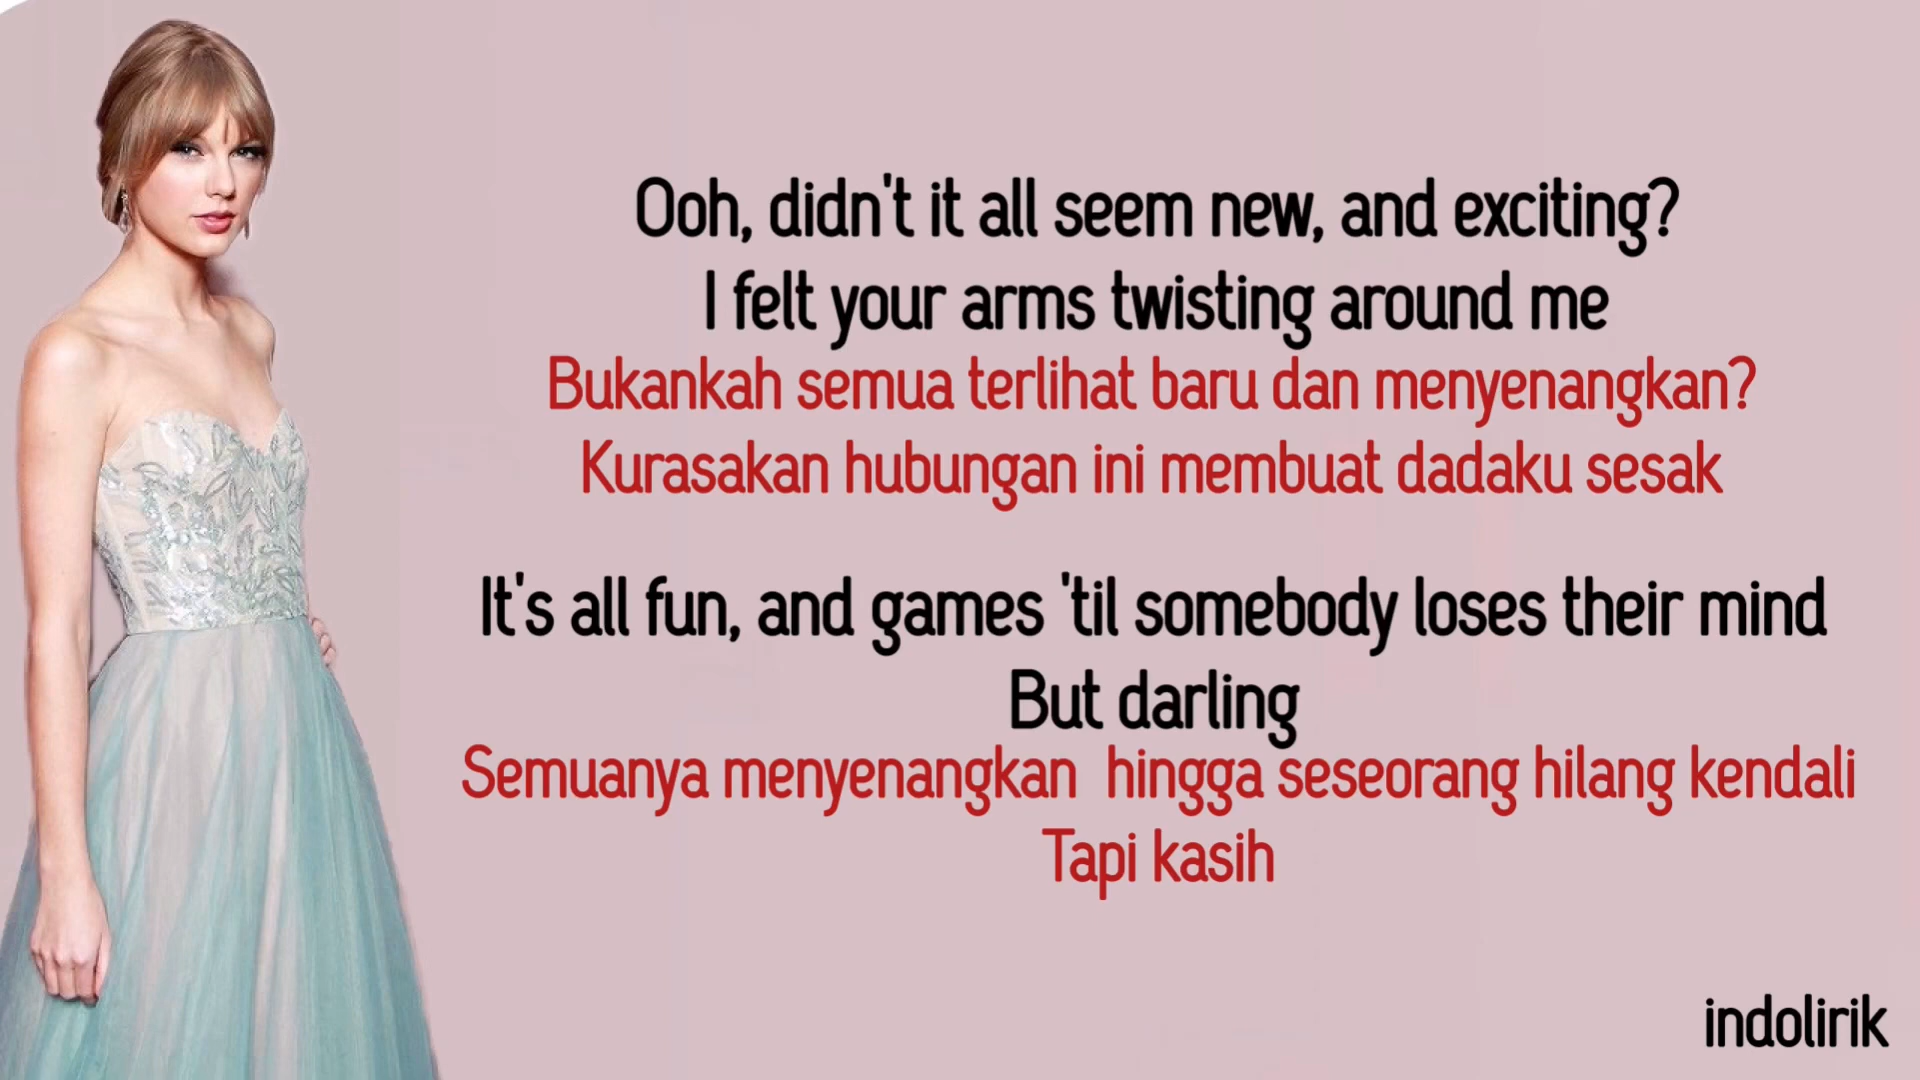 Ooh, didn't it all seem new, and exciting?
I felt your arms twisting around me
Bukankah semua terlihat baru dan menyenangkan?
Kurasakan hubungan ini membuat dadaku sesak
It's all fun, and games 'til somebody loses their mind
But darling
Semuanya menyenangkan  hingga seseorang hilang kendali
Tapi kasih
indolirik